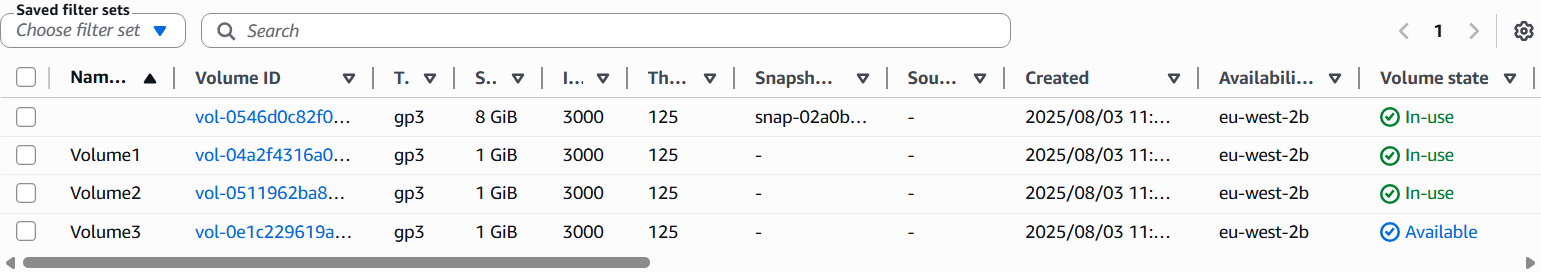 Saved filter sets
Choose filter set Search 1
Nam... Volume ID T. S.. I... Th... Snapsh... Sou... Created Availabili... Volume state
vol-0546d0c82f0... gp3 8 GiB 3000 125 snap-02a0b... - 2025/08/03 11:... eu-west-2b In-use
Volume1 vol-04a2f4316a0... gp3 1 GiB 3000 125 - - 2025/08/03 11:... eu-west-2b In-use
Volume2 vol-0511962ba8... gp3 1 GiB 3000 125 - - 2025/08/03 11:... eu-west-2b In-use
Volume3 vol-0e1c229619a... gp3 1 GiB 3000 125 - - 2025/08/03 11:... eu-west-2b Available